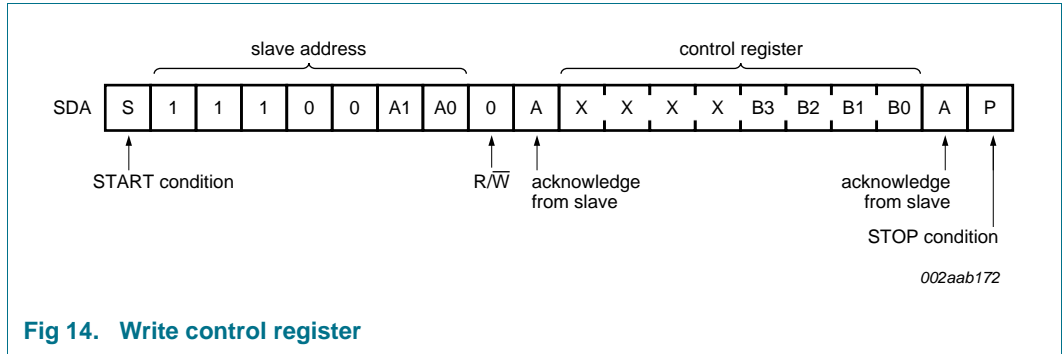 slave address control register
SDA S 1 1 1 0 0 A1 A0 0 A X X X X B3 B2 B1 B0 A P
START condition R/W̅ acknowledge from slave acknowledge from slave
STOP condition
002aab172
Fig 14. Write control register